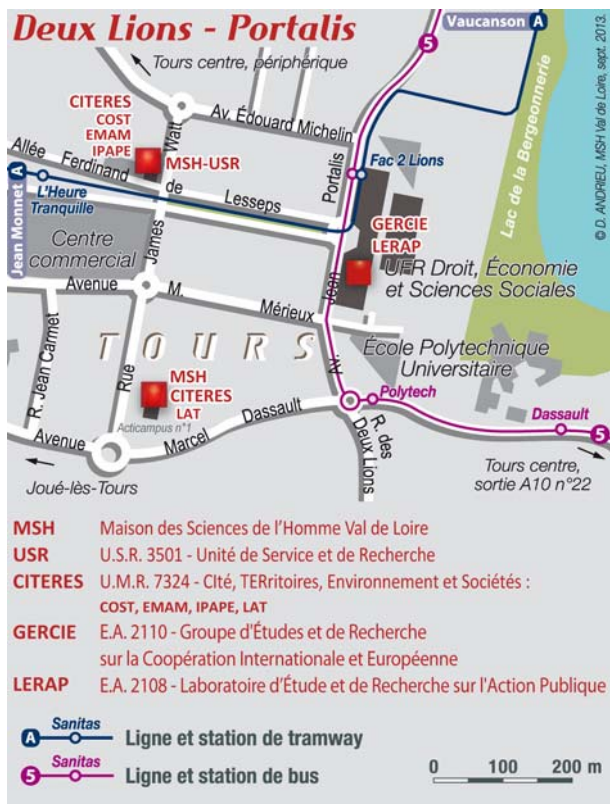 Deux Lions - Portalis
Vaucanson A
5
© D. ANDRIEU, MSH Val de Loire, sept. 2013.
Tours centre, périphérique
CITERES
COST
EMAM
IPAPE
MSH-USR
Av. Édouard Michelin
Watt
Allée Ferdinand de Lesseps
Jean Monnet A
L'Heure
Tranquille
Portalis
Fac 2 Lions
Lac de la Bergeonnerie
GERCIE
LERAP
UFR Droit, Économie
et Sciences Sociales
Centre
commercial
James
Jean
Avenue M. Mérieux
TOURS
Av.
École Polytechnique
Universitaire
R. Jean Carmet
Rue
MSH
CITERES
LAT
Acticampus n°1
Polytech
Dassault
5
Avenue Marcel Dassault
R. des
Deux Lions
Joué-lès-Tours
Tours centre,
sortie A10 n°22
MSH Maison des Sciences de l'Homme Val de Loire
USR U.S.R. 3501 - Unité de Service et de Recherche
CITERES U.M.R. 7324 - CIté, TERritoires, Environnement et Sociétés :
COST, EMAM, IPAPE, LAT
GERCIE E.A. 2110 - Groupe d'Études et de Recherche
sur la Coopération Internationale et Européenne
LERAP E.A. 2108 - Laboratoire d'Étude et de Recherche sur l'Action Publique
A Sanitas Ligne et station de tramway
5 Sanitas Ligne et station de bus
0 100 200 m